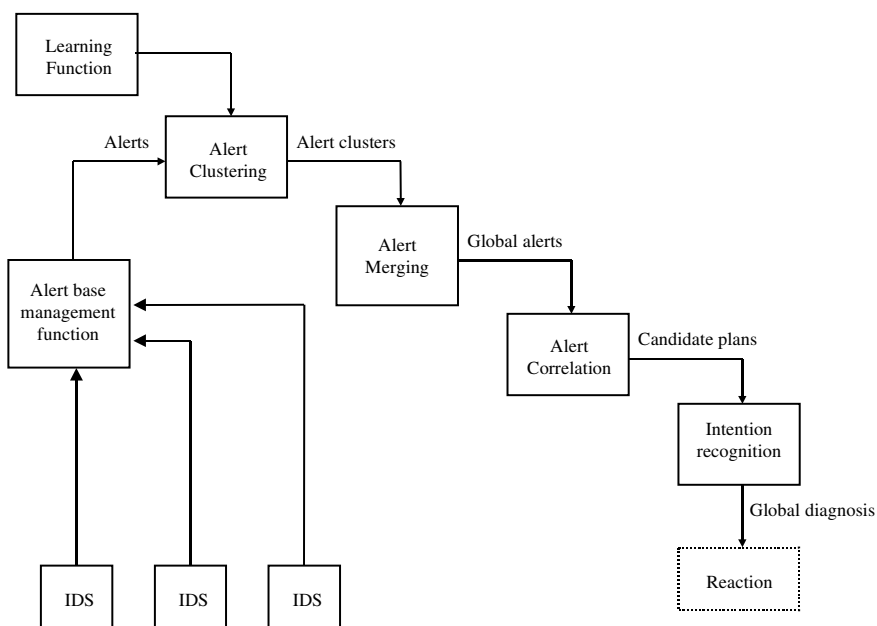 Learning
Function
Alerts
Alert
Clustering
Alert clusters
Alert
Merging
Global alerts
Alert base
management
function
Alert
Correlation
Candidate plans
Intention
recognition
Global diagnosis
Reaction
IDS
IDS
IDS